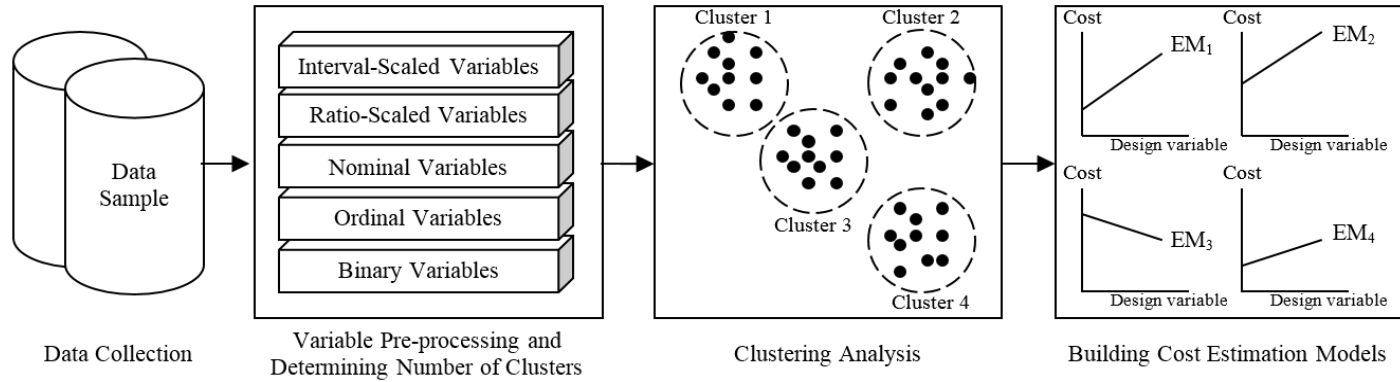 Data
Sample
Data Collection
Interval-Scaled Variables
Ratio-Scaled Variables
Nominal Variables
Ordinal Variables
Binary Variables
Variable Pre-processing and
Determining Number of Clusters
Cluster 1
Cluster 2
Cluster 3
Cluster 4
Clustering Analysis
Cost
EM₁
Design variable
Cost
EM₂
Design variable
Cost
EM₃
Design variable
Cost
EM₄
Design variable
Building Cost Estimation Models